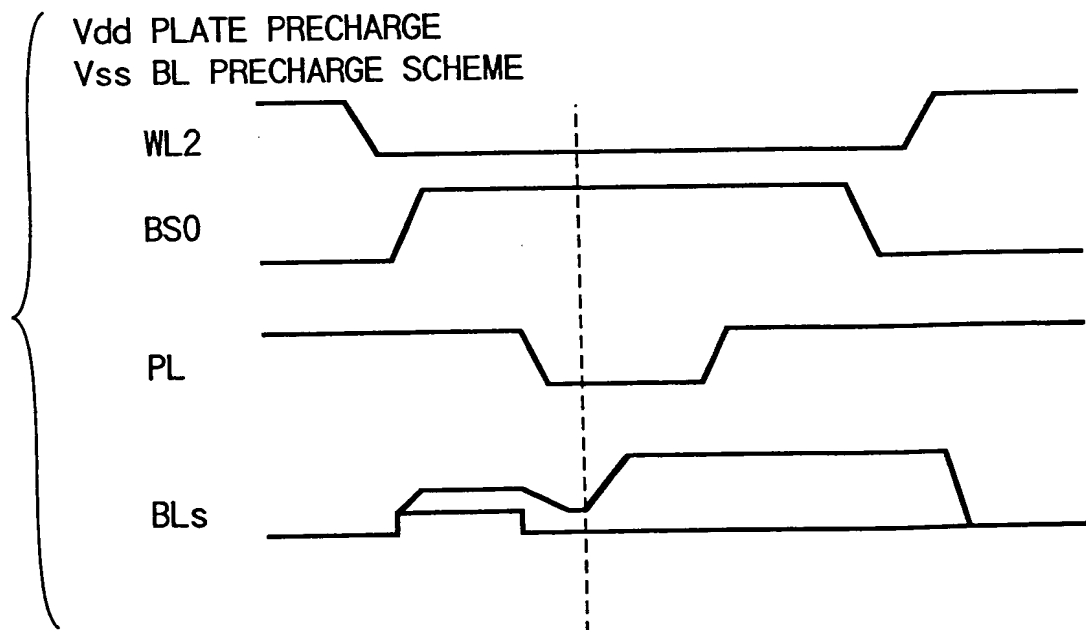 Vdd PLATE PRECHARGE
Vss BL PRECHARGE SCHEME
WL2
BS0
PL
BLs